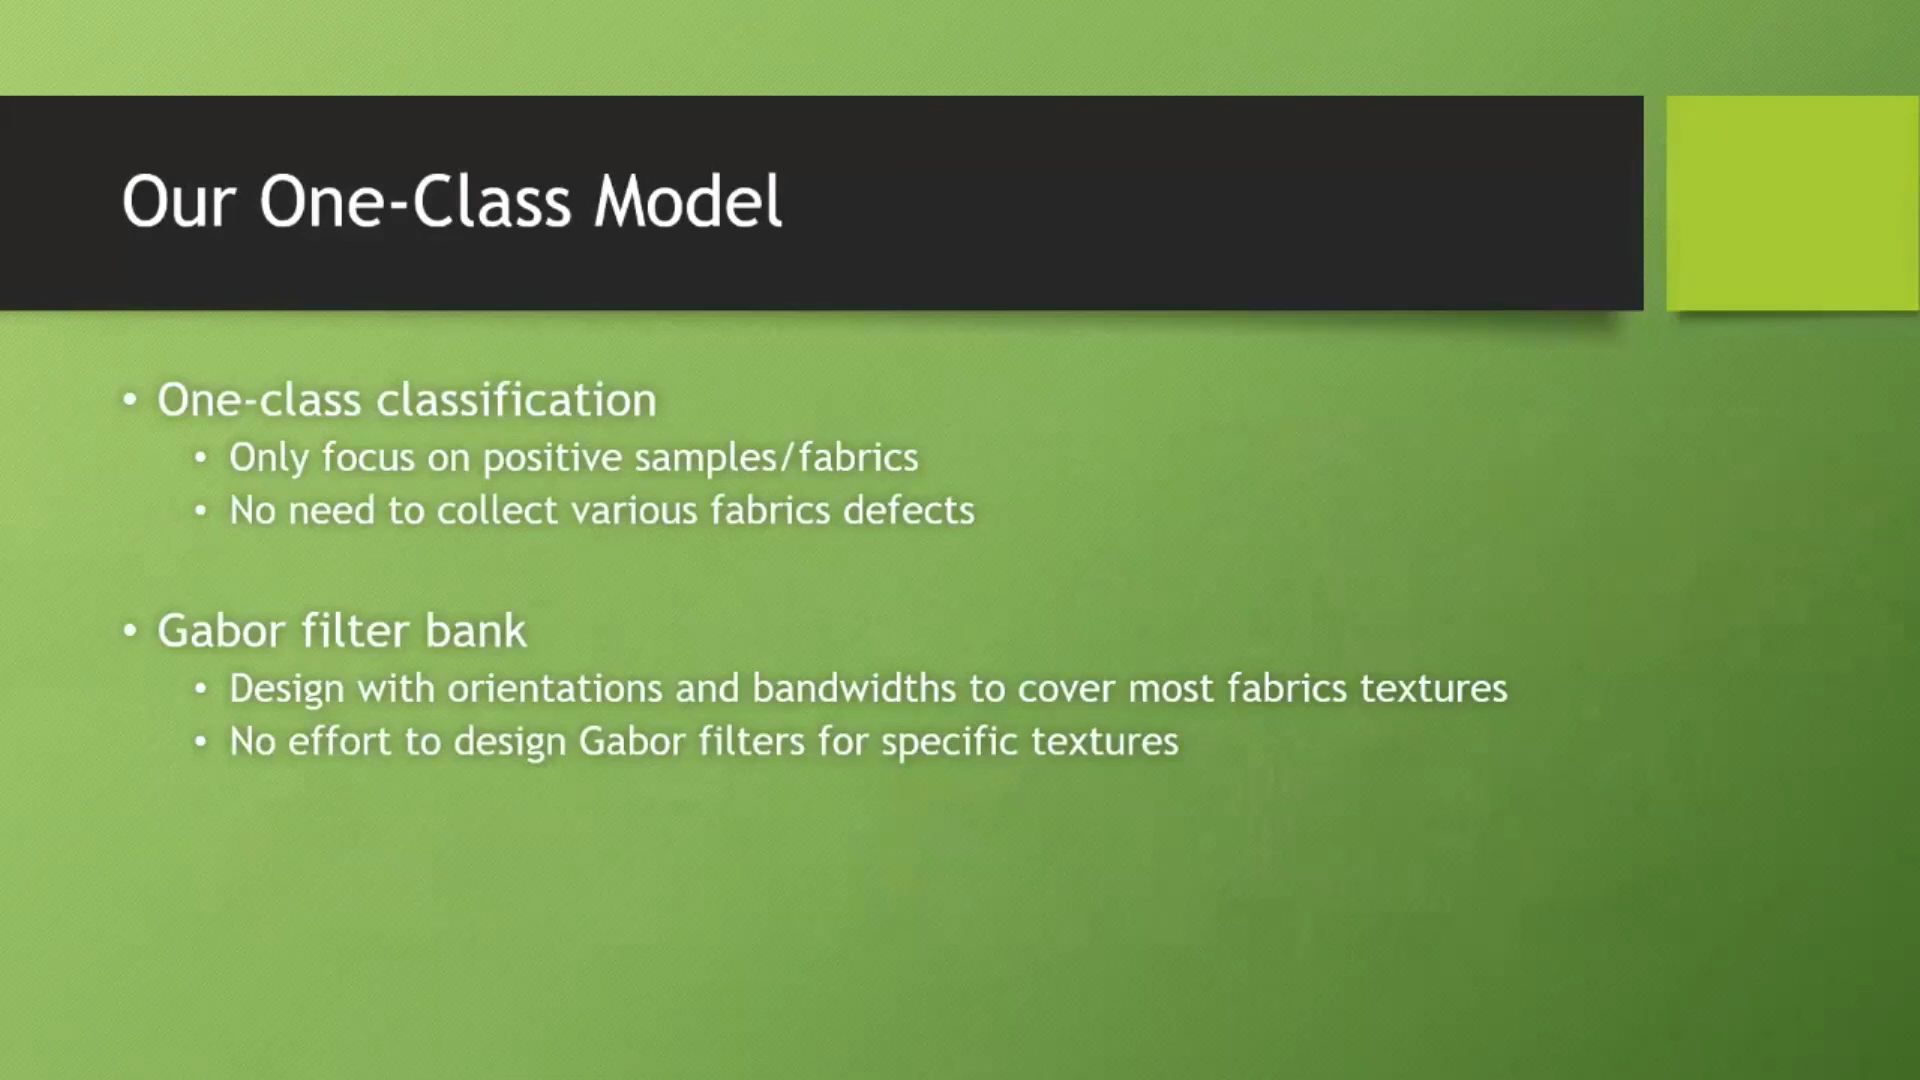 Our One-Class Model
• One-class classification
• Only focus on positive samples/fabrics
• No need to collect various fabrics defects
• Gabor filter bank
• Design with orientations and bandwidths to cover most fabrics textures
• No effort to design Gabor filters for specific textures